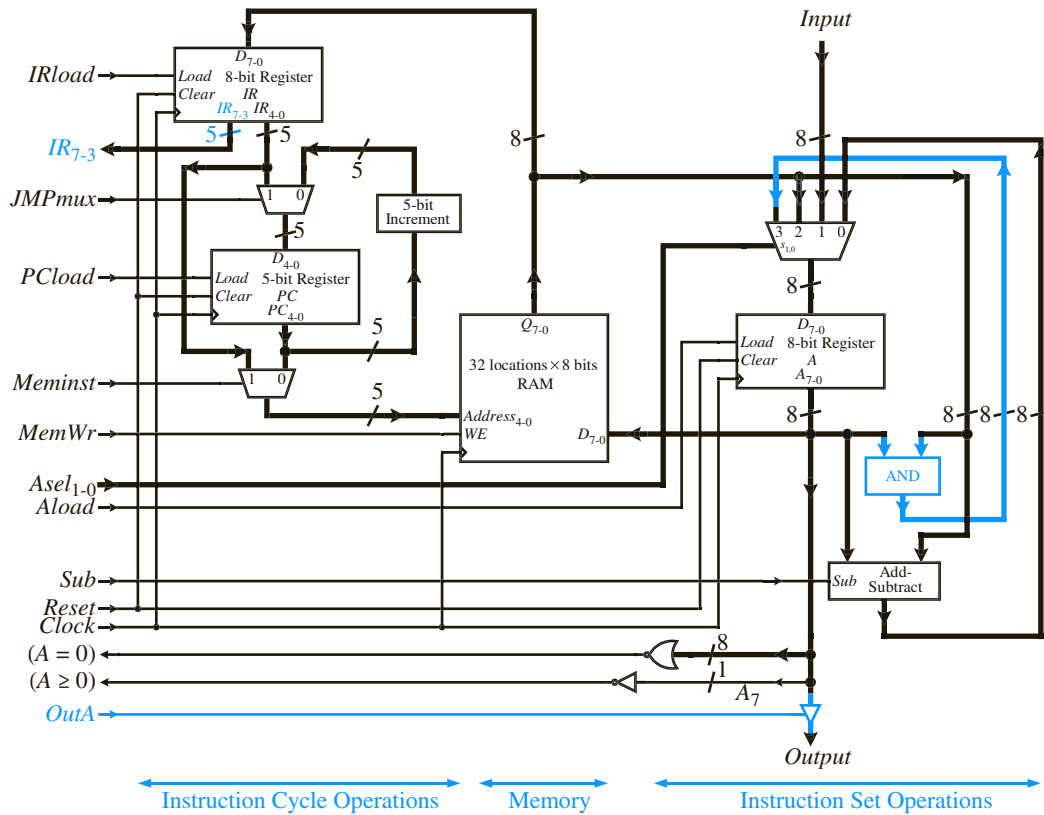 Input
D7-0
IRload
Load
8-bit Register
Clear
IR
IR7-3
IR4-0
5
5
8
8
IR7-3
5
JMPmux
1
0
5-bit
Increment
5
3
2
1
0
s1,0
D4-0
PCload
Load
5-bit Register
Clear
PC
PC4-0
8
Q7-0
D7-0
Load
8-bit Register
Clear
A
A7-0
5
32 locations × 8 bits
RAM
Meminst
1
0
5
Address4-0
8
8
8
8
MemWr
WE
D7-0
AND
Asel1-0
Aload
Sub
Sub
Add-
Subtract
Reset
Clock
(A = 0)
8
(A ≥ 0)
1
A7
OutA
Output
Instruction Cycle Operations
Memory
Instruction Set Operations